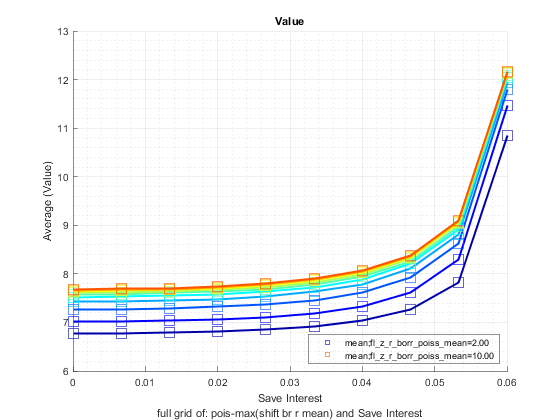 Value
13
12
11
10
9
8
7
6
Average (Value)
0
0.01
0.02
0.03
0.04
0.05
0.06
mean;fl_z_r_borr_poiss_mean=2.00
mean;fl_z_r_borr_poiss_mean=10.00
Save Interest
full grid of: pois-max(shift br r mean) and Save Interest